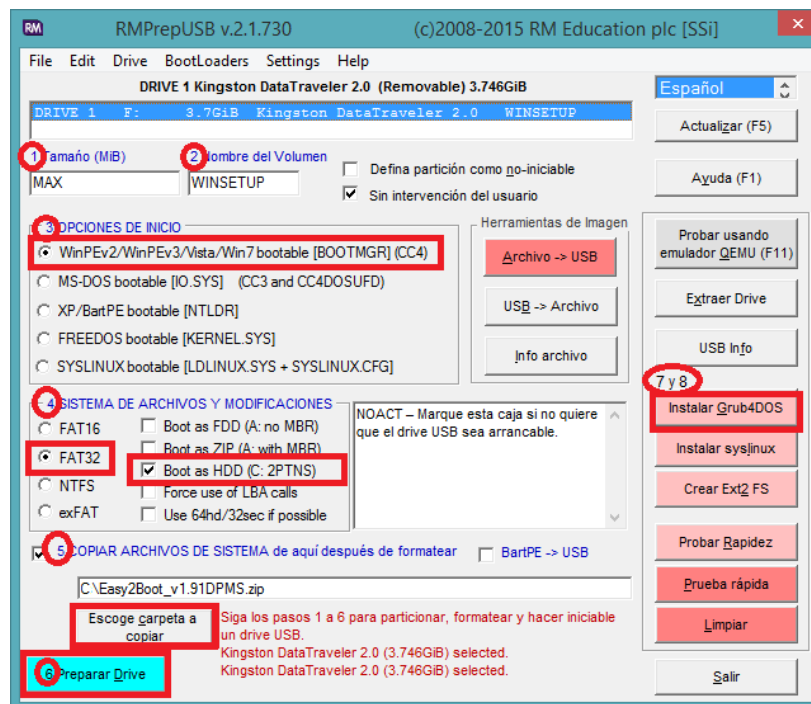 RM RMPrepUSB v.2.1.730 (c)2008-2015 RM Education plc [SSi] x
File Edit Drive BootLoaders Settings Help
DRIVE 1 Kingston DataTraveler 2.0 (Removable) 3.746GiB
DRIVE 1 F: 3.7GiB Kingston DataTraveler 2.0 WINSETUP
Español
Actualizar (F5)
Ayuda (F1)
1 Tamaño (MiB)
MAX
2 Nombre del Volumen
WINSETUP
Defina partición como no-iniciable
Sin intervención del usuario
3 OPCIONES DE INICIO
WinPEv2/WinPEv3/Vista/Win7 bootable [BOOTMGR] (CC4)
MS-DOS bootable [IO.SYS] (CC3 and CC4DOSUFD)
XP/BartPE bootable [NTLDR]
FREEDOS bootable [KERNEL.SYS]
SYSLINUX bootable [LDLINUX.SYS + SYSLINUX.CFG]
Herramientas de Imagen
Archivo -> USB
USB -> Archivo
Info archivo
Probar usando
emulador QEMU (F11)
Extraer Drive
USB Info
7 y 8
Instalar Grub4DOS
Instalar syslinux
Crear Ext2 FS
Probar Rapidez
Prueba rápida
Limpiar
Salir
4 SISTEMA DE ARCHIVOS Y MODIFICACIONES
FAT16
FAT32
NTFS
exFAT
Boot as FDD (A: no MBR)
Boot as ZIP (A: with MBR)
Boot as HDD (C: 2PTNS)
Force use of LBA calls
Use 64hd/32sec if possible
NOACT – Marque esta caja si no quiere
que el drive USB sea arrancable.
5 COPIAR ARCHIVOS DE SISTEMA de aquí después de formatear
BartPE -> USB
C:\Easy2Boot_v1.91DPMS.zip
Escoge carpeta a
copiar
Siga los pasos 1 a 6 para particionar, formatear y hacer iniciable
un drive USB.
Kingston DataTraveler 2.0 (3.746GiB) selected.
Kingston DataTraveler 2.0 (3.746GiB) selected.
6 Preparar Drive